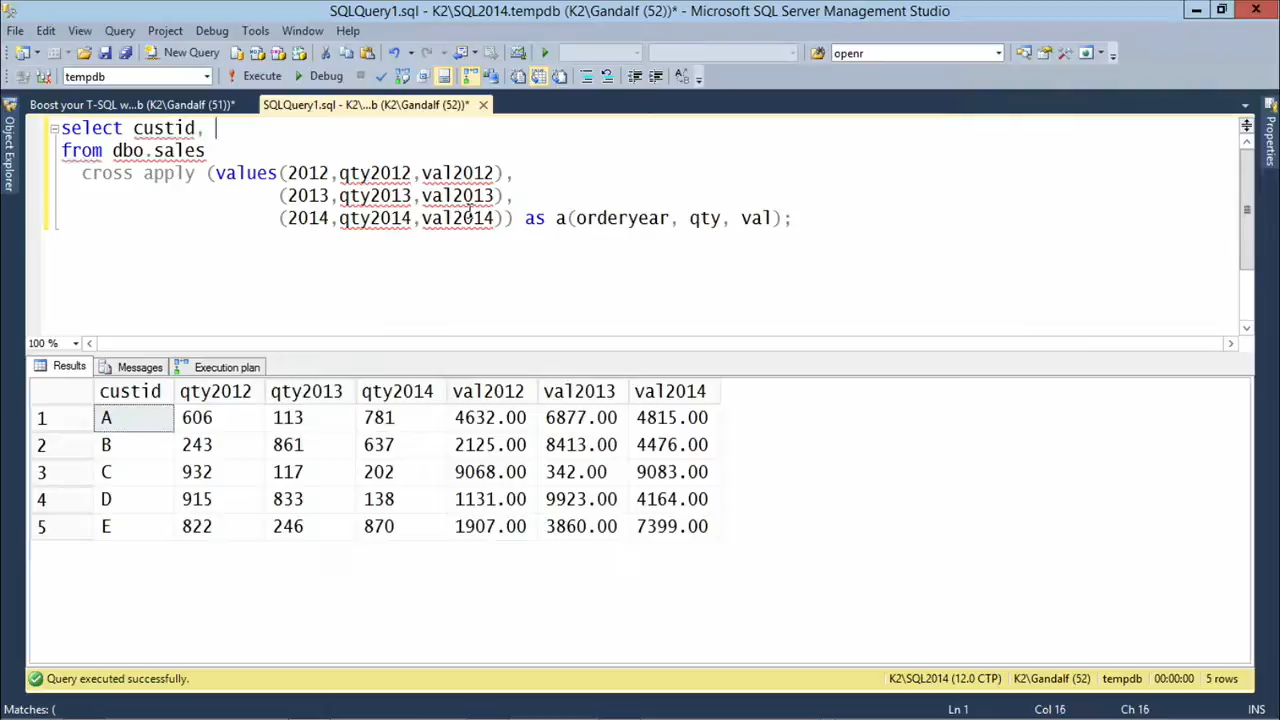 SQLQuery1.sql - K2\SQL2014.tempdb (K2\Gandalf (52))* - Microsoft SQL Server Management Studio
File Edit View Query Project Debug Tools Window Help
New Query openr
tempdb Execute Debug
Boost your T-SQL w...b (K2\Gandalf (51))* SQLQuery1.sql - K2\...b (K2\Gandalf (52))*
Object Explorer
Properties
select custid,
from dbo.sales
cross apply (values(2012,qty2012,val2012),
(2013,qty2013,val2013),
(2014,qty2014,val2014)) as a(orderyear, qty, val);
100 %
Results Messages Execution plan
custid qty2012 qty2013 qty2014 val2012 val2013 val2014
1 A 606 113 781 4632.00 6877.00 4815.00
2 B 243 861 637 2125.00 8413.00 4476.00
3 C 932 117 202 9068.00 342.00 9083.00
4 D 915 833 138 1131.00 9923.00 4164.00
5 E 822 246 870 1907.00 3860.00 7399.00
Query executed successfully. K2\SQL2014 (12.0 CTP) K2\Gandalf (52) tempdb 00:00:00 5 rows
Matches: ( Ln 1 Col 16 Ch 16 INS